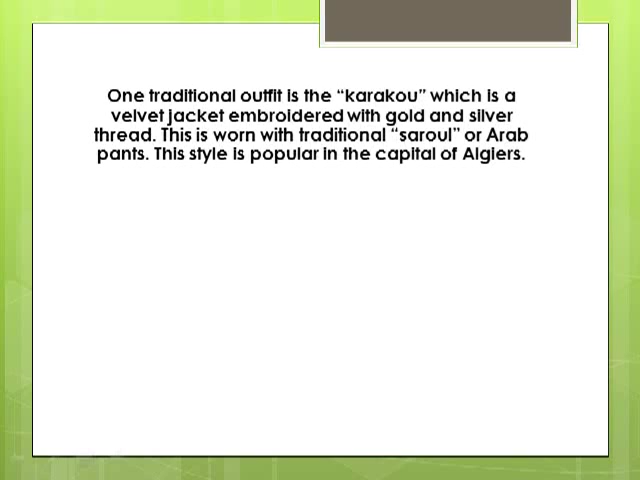 One traditional outfit is the “karakou” which is a
velvet jacket embroidered with gold and silver
thread. This is worn with traditional “saroul” or Arab
pants. This style is popular in the capital of Algiers.